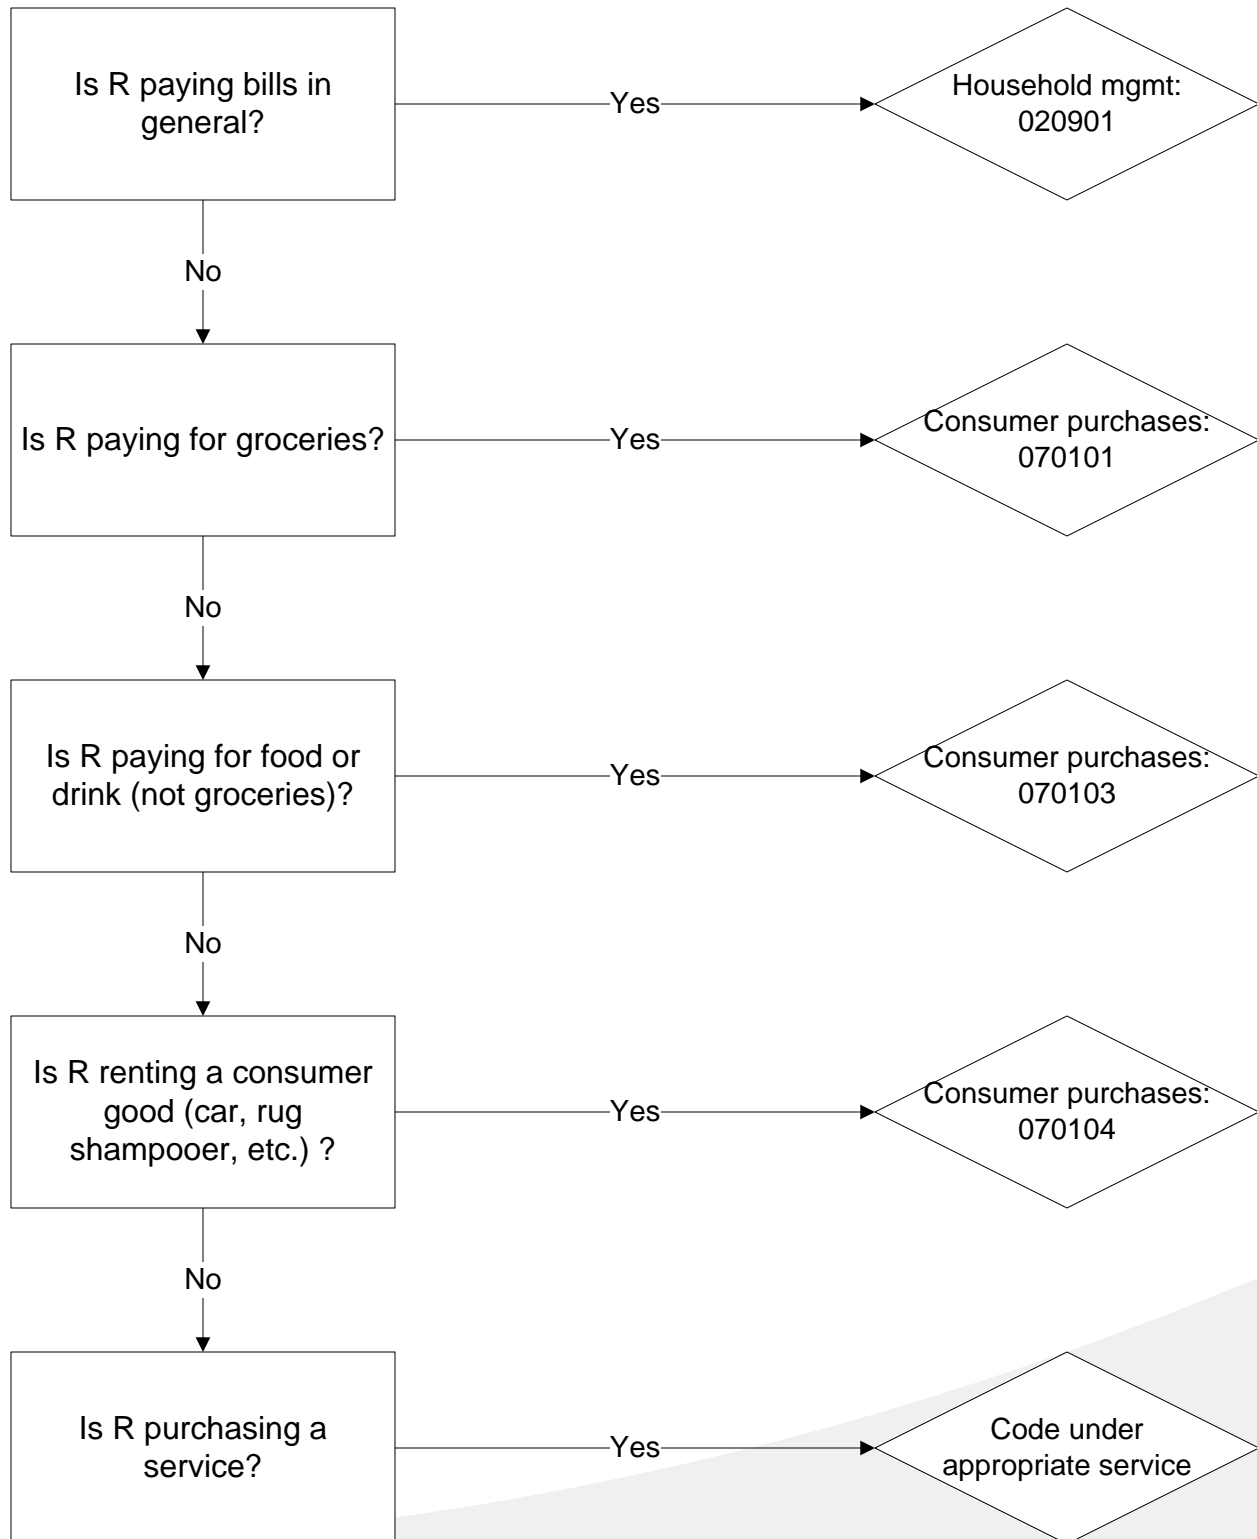 Is R paying bills in
general?
Yes
Household mgmt:
020901
No
Is R paying for groceries?
Yes
Consumer purchases:
070101
No
Is R paying for food or
drink (not groceries)?
Yes
Consumer purchases:
070103
No
Is R renting a consumer
good (car, rug
shampooer, etc.) ?
Yes
Consumer purchases:
070104
No
Is R purchasing a
service?
Yes
Code under
appropriate service